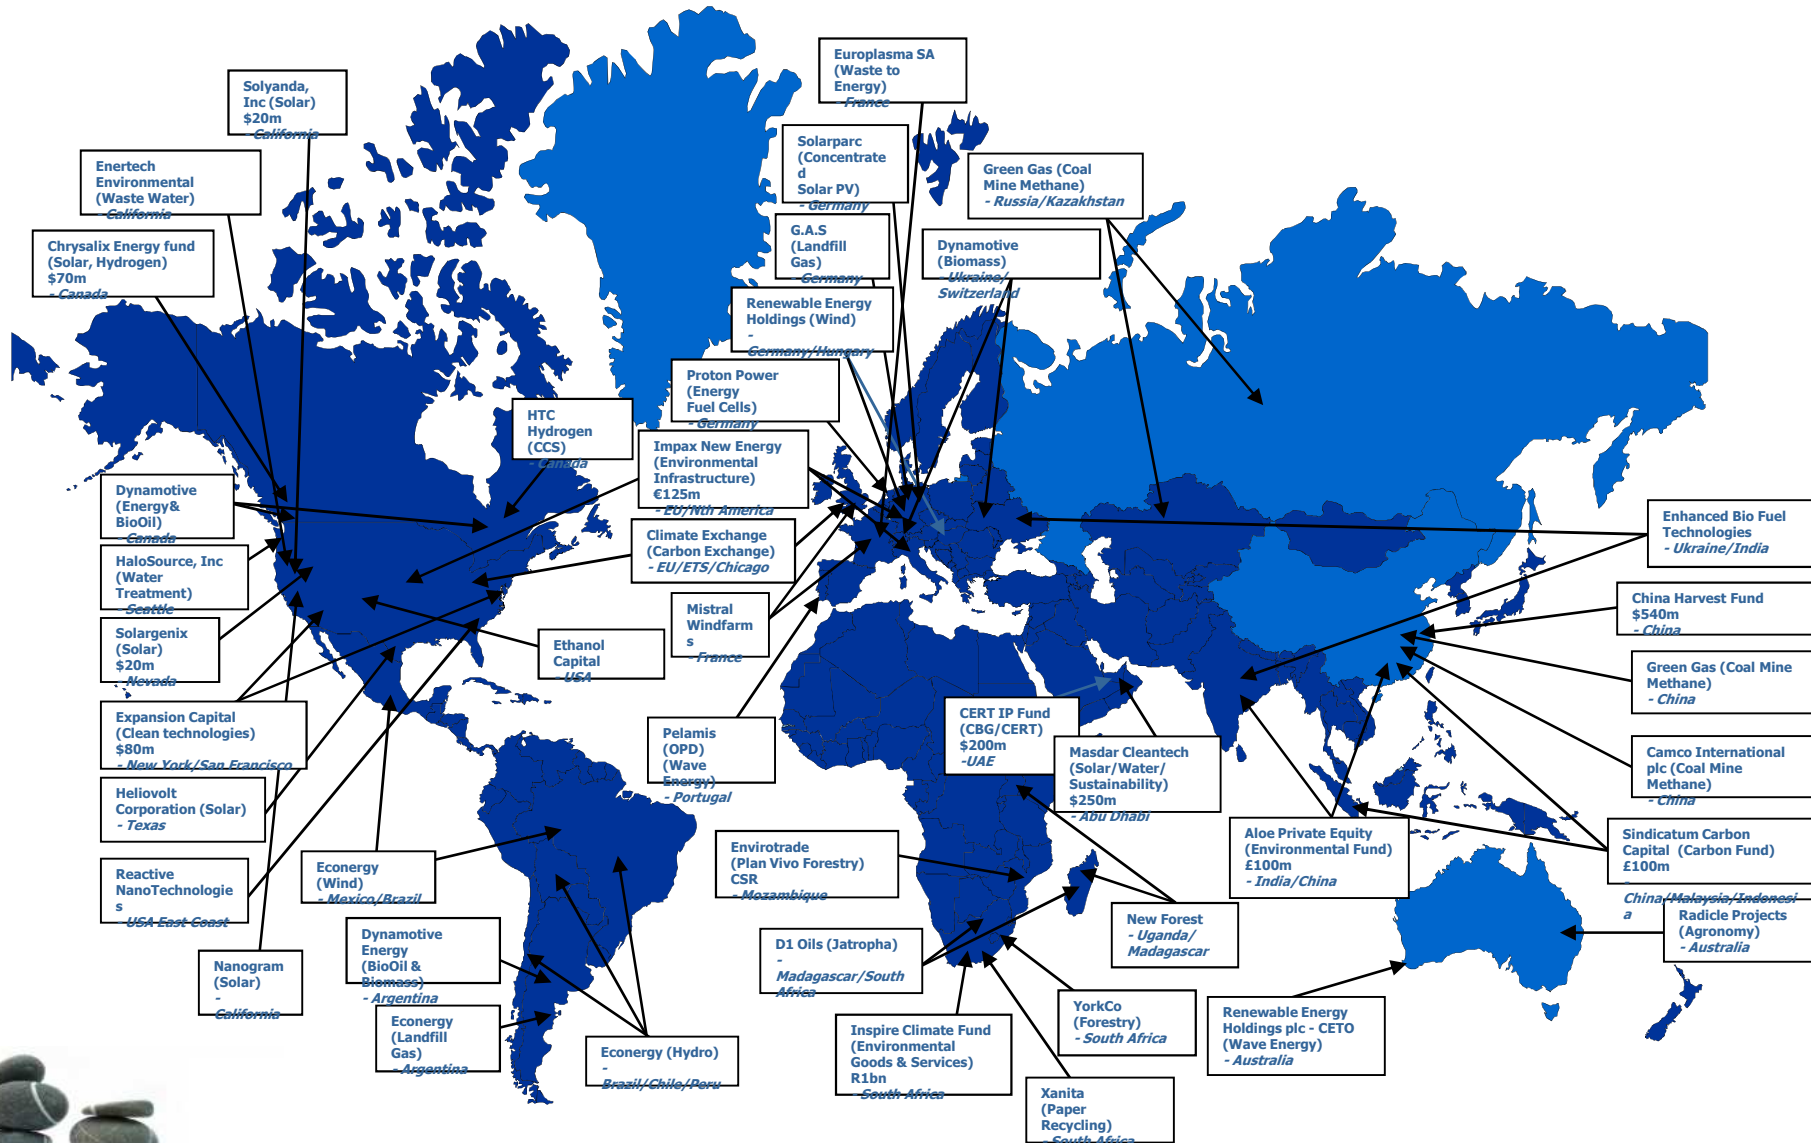 Europlasma SA
(Waste to
Energy)
- France
Solyanda,
Inc (Solar)
$20m
- California
Solarparc
(Concentrate
d
Solar PV)
- Germany
Enertech
Environmental
(Waste Water)
- California
Green Gas (Coal
Mine Methane)
- Russia/Kazakhstan
G.A.S
(Landfill
Gas)
- Germany
Chrysalix Energy fund
(Solar, Hydrogen)
$70m
- Canada
Dynamotive
(Biomass)
- Ukraine/
Switzerland
Renewable Energy
Holdings (Wind)
-
Germany/Hungary
Proton Power
(Energy
Fuel Cells)
- Germany
HTC
Hydrogen
(CCS)
- Canada
Impax New Energy
(Environmental
Infrastructure)
€125m
- EU/Nth America
Dynamotive
(Energy&
BioOil)
- Canada
Enhanced Bio Fuel
Technologies
- Ukraine/India
Climate Exchange
(Carbon Exchange)
- EU/ETS/Chicago
HaloSource, Inc
(Water
Treatment)
- Seattle
China Harvest Fund
$540m
- China
Mistral
Windfarm
s
- France
Solargenix
(Solar)
$20m
- Nevada
Ethanol
Capital
- USA
Green Gas (Coal Mine
Methane)
- China
Expansion Capital
(Clean technologies)
$80m
- New York/San Francisco
Pelamis
(OPD)
(Wave
Energy)
- Portugal
CERT IP Fund
(CBG/CERT)
$200m
-UAE
Masdar Cleantech
(Solar/Water/
Sustainability)
$250m
- Abu Dhabi
Camco International
plc (Coal Mine
Methane)
- China
Heliovolt
Corporation (Solar)
- Texas
Aloe Private Equity
(Environmental Fund)
£100m
- India/China
Sindicatum Carbon
Capital  (Carbon Fund)
£100m
-
China/Malaysia/Indonesi
a
Envirotrade
(Plan Vivo Forestry)
CSR
- Mozambique
Econergy
(Wind)
- Mexico/Brazil
Reactive
NanoTechnologie
s
- USA East Coast
New Forest
- Uganda/
Madagascar
Radicle Projects
(Agronomy)
- Australia
Dynamotive
Energy
(BioOil &
Biomass)
- Argentina
D1 Oils (Jatropha)
-
Madagascar/South
Africa
Nanogram
(Solar)
-
California
YorkCo
(Forestry)
- South Africa
Renewable Energy
Holdings plc - CETO
(Wave Energy)
- Australia
Econergy
(Landfill
Gas)
- Argentina
Inspire Climate Fund
(Environmental
Goods & Services)
R1bn
- South Africa
Econergy (Hydro)
-
Brazil/Chile/Peru
Xanita
(Paper
Recycling)
- South Africa